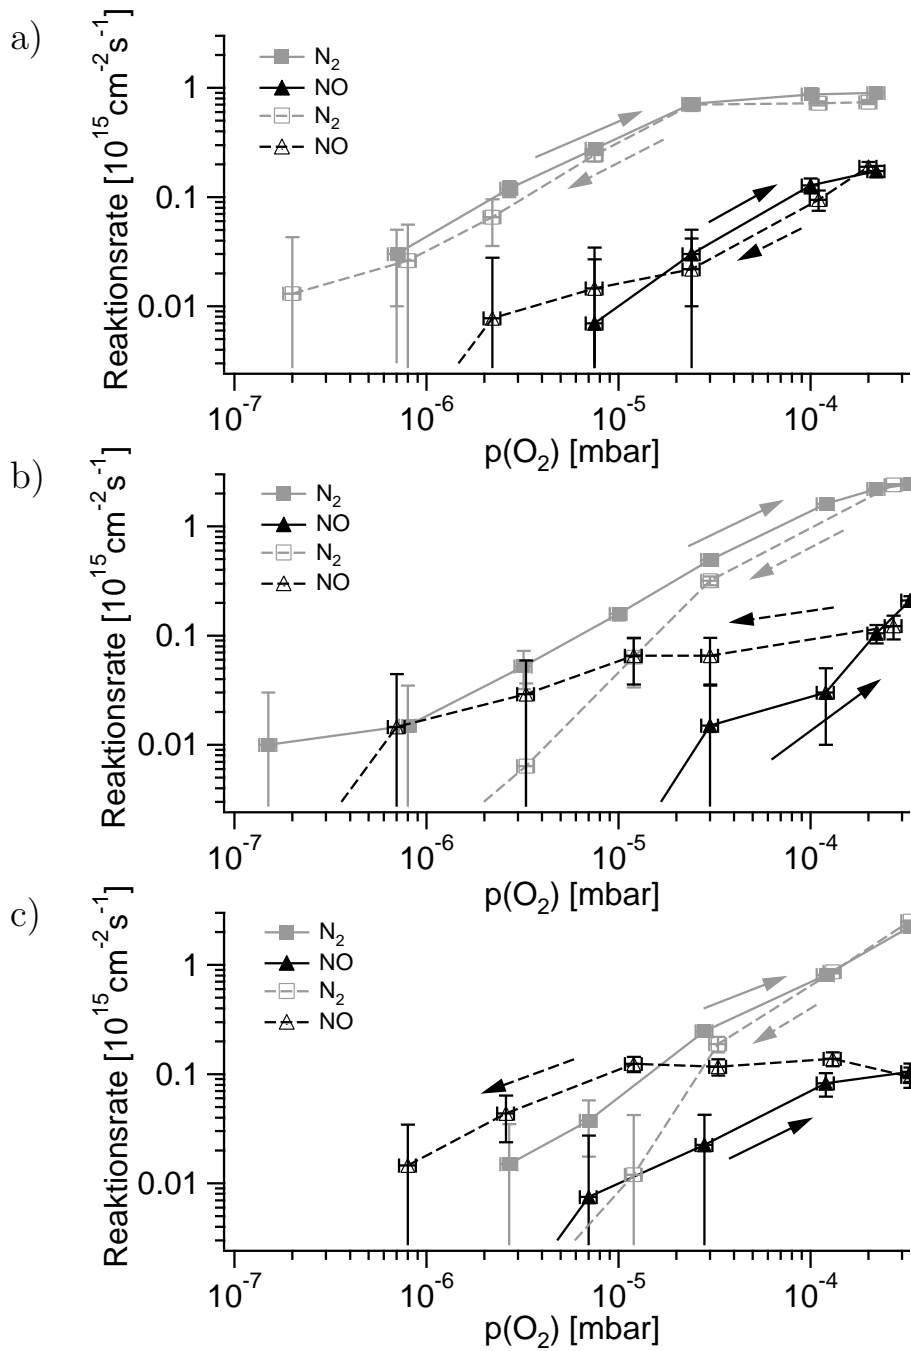 a)
Reaktionsrate [10^15 cm^-2 s^-1]
N2
NO
N2
NO
1
0.1
0.01
10^-7
10^-6
10^-5
10^-4
p(O2) [mbar]
b)
Reaktionsrate [10^15 cm^-2 s^-1]
N2
NO
N2
NO
1
0.1
0.01
10^-7
10^-6
10^-5
10^-4
p(O2) [mbar]
c)
Reaktionsrate [10^15 cm^-2 s^-1]
N2
NO
N2
NO
1
0.1
0.01
10^-7
10^-6
10^-5
10^-4
p(O2) [mbar]